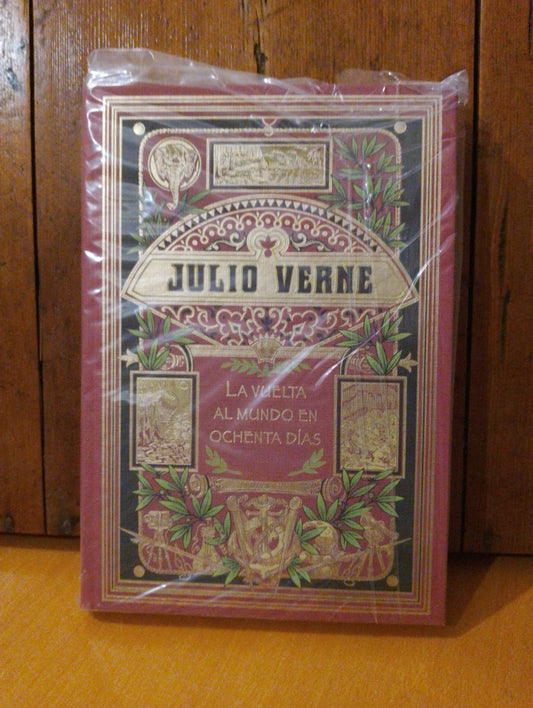 JULIO VERNE
LA VUELTA
AL MUNDO EN
OCHENTA DÍAS